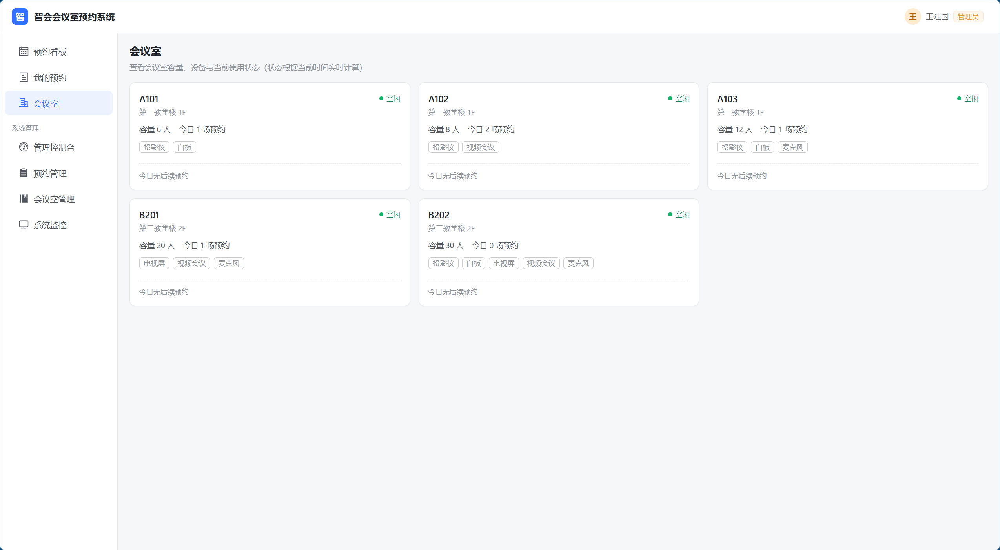 智 智会会议室预约系统
王 王建国 管理员
预约看板
我的预约
会议室
系统管理
管理控制台
预约管理
会议室管理
系统监控
会议室
查看会议室容量、设备与当前使用状态（状态根据当前时间实时计算）
A101 空闲
第一教学楼 1F
容量 6 人 今日 1 场预约
投影仪 白板
今日无后续预约
A102 空闲
第一教学楼 1F
容量 8 人 今日 2 场预约
投影仪 视频会议
今日无后续预约
A103 空闲
第一教学楼 1F
容量 12 人 今日 1 场预约
投影仪 白板 麦克风
今日无后续预约
B201 空闲
第二教学楼 2F
容量 20 人 今日 1 场预约
电视屏 视频会议 麦克风
今日无后续预约
B202 空闲
第二教学楼 2F
容量 30 人 今日 0 场预约
投影仪 白板 电视屏 视频会议 麦克风
今日无后续预约